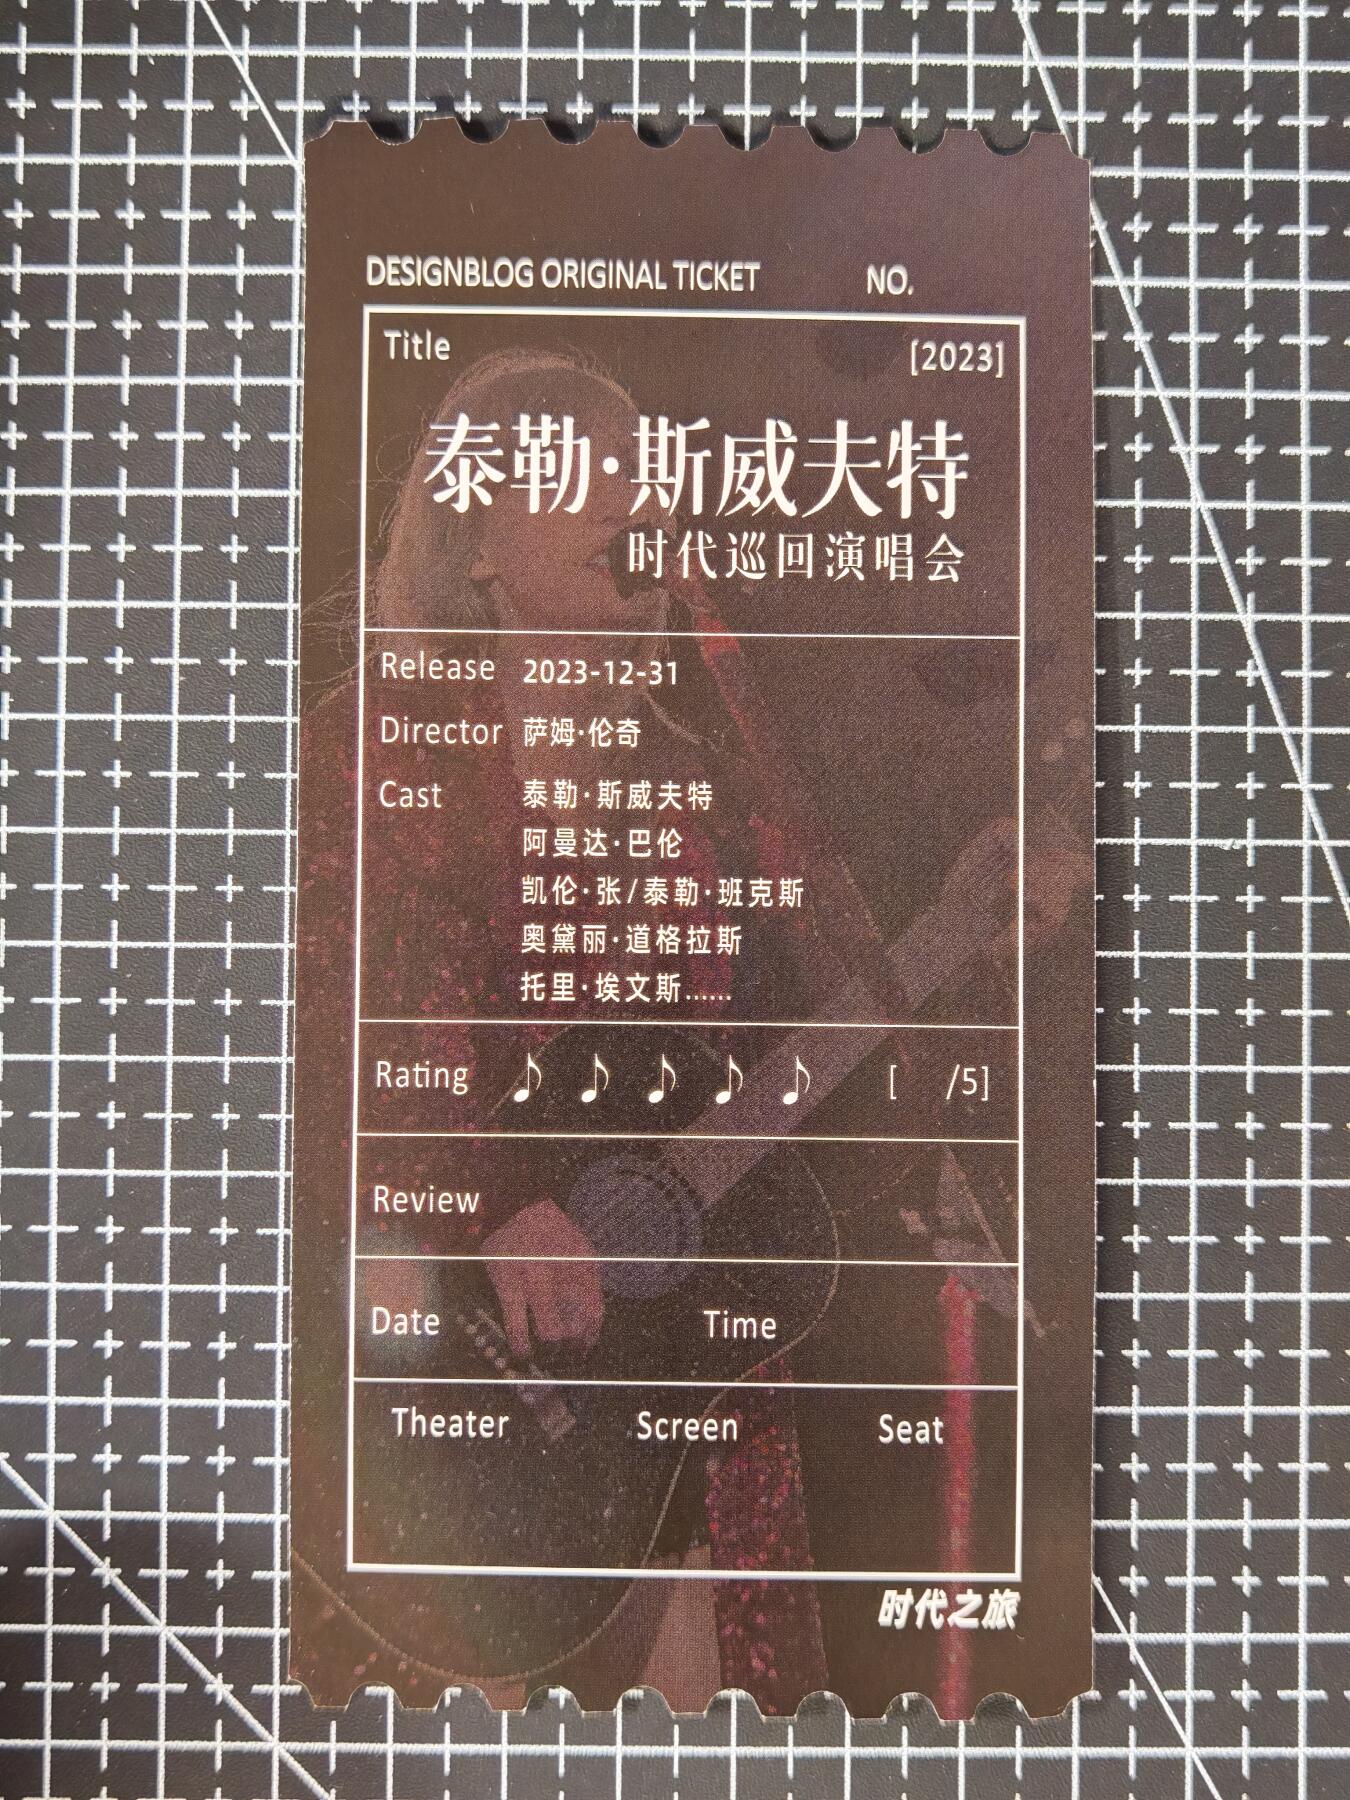 DESIGNBLOG ORIGINAL TICKET NO.
Title [2023]
泰勒·斯威夫特
时代巡回演唱会
Release 2023-12-31
Director 萨姆·伦奇
Cast 泰勒·斯威夫特
阿曼达·巴伦
凯伦·张/泰勒·班克斯
奥黛丽·道格拉斯
托里·埃文斯......
Rating [ /5]
Review
Date Time
Theater Screen Seat
时代之旅